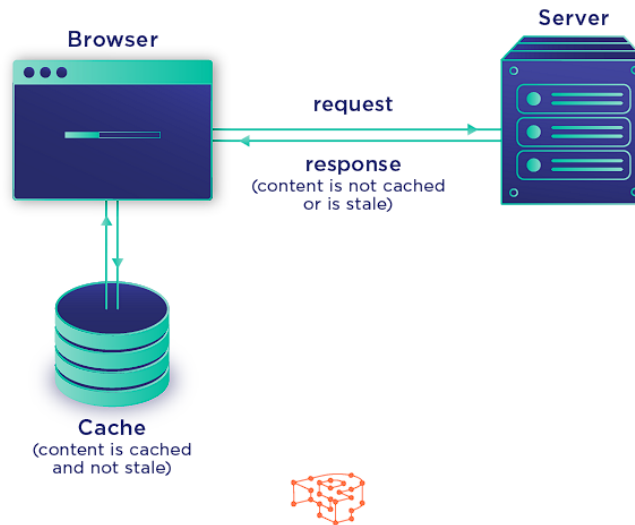 Browser
Server
request
response
(content is not cached
or is stale)
Cache
(content is cached
and not stale)